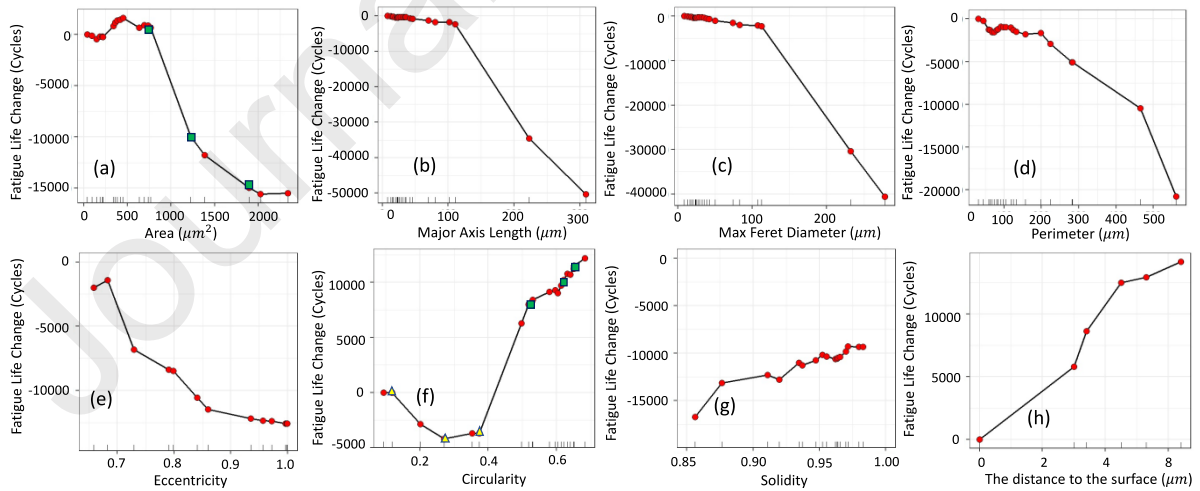 Journa
Fatigue Life Change (Cycles)
0
-5000
-10000
-15000
(a)
0 500 1000 1500 2000
Area (μm²)
Fatigue Life Change (Cycles)
0
-10000
-20000
-30000
-40000
-50000
(b)
0 100 200 300
Major Axis Length (μm)
Fatigue Life Change (Cycles)
0
-10000
-20000
-30000
-40000
(c)
0 100 200
Max Feret Diameter (μm)
Fatigue Life Change (Cycles)
0
-5000
-10000
-15000
-20000
(d)
0 100 200 300 400 500
Perimeter (μm)
Fatigue Life Change (Cycles)
0
-5000
-10000
(e)
0.7 0.8 0.9 1.0
Eccentricity
Fatigue Life Change (Cycles)
10000
5000
0
-5000
(f)
0.2 0.4 0.6
Circularity
Fatigue Life Change (Cycles)
0
-5000
-10000
-15000
(g)
0.85 0.90 0.95 1.00
Solidity
Fatigue Life Change (Cycles)
10000
5000
0
(h)
0 2 4 8
The distance to the surface (μm)